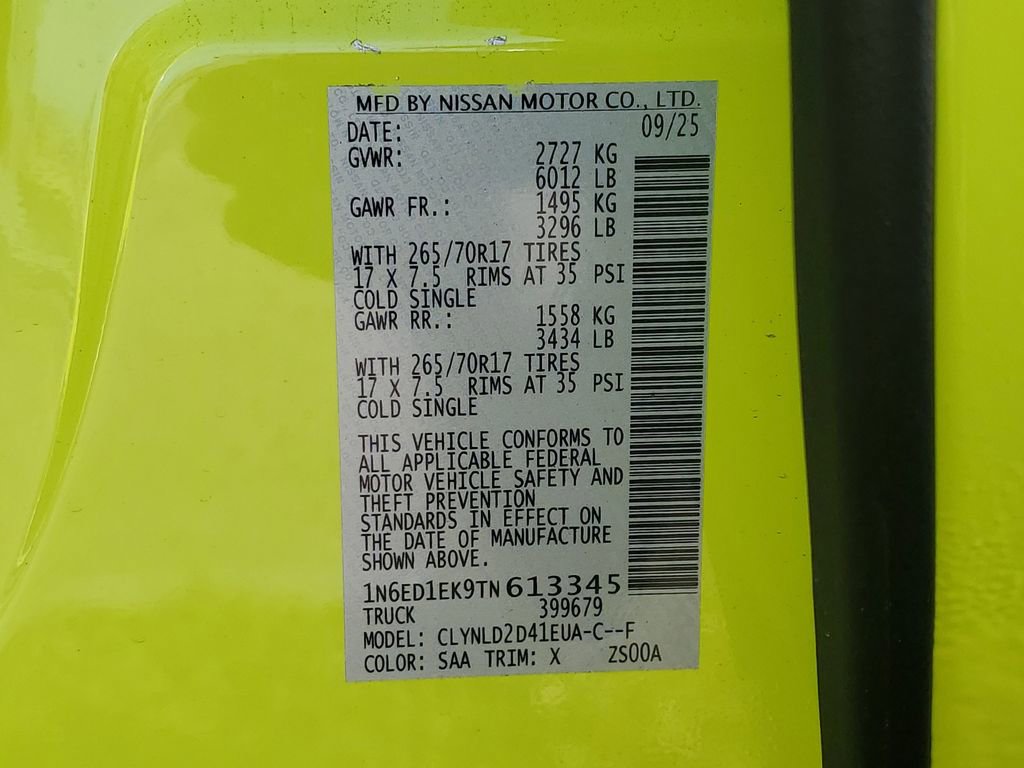 MFD BY NISSAN MOTOR CO., LTD.
DATE: 09/25
GVWR: 2727 KG
6012 LB
GAWR FR.: 1495 KG
3296 LB
WITH 265/70R17 TIRES
17 X 7.5 RIMS AT 35 PSI
COLD SINGLE
GAWR RR.: 1558 KG
3434 LB
WITH 265/70R17 TIRES
17 X 7.5 RIMS AT 35 PSI
COLD SINGLE
THIS VEHICLE CONFORMS TO
ALL APPLICABLE FEDERAL
MOTOR VEHICLE SAFETY AND
THEFT PREVENTION
STANDARDS IN EFFECT ON
THE DATE OF MANUFACTURE
SHOWN ABOVE.
1N6ED1EK9TN613345
TRUCK 399679
MODEL: CLYNLD2D41EUA-C--F
COLOR: SAA TRIM: X ZS00A